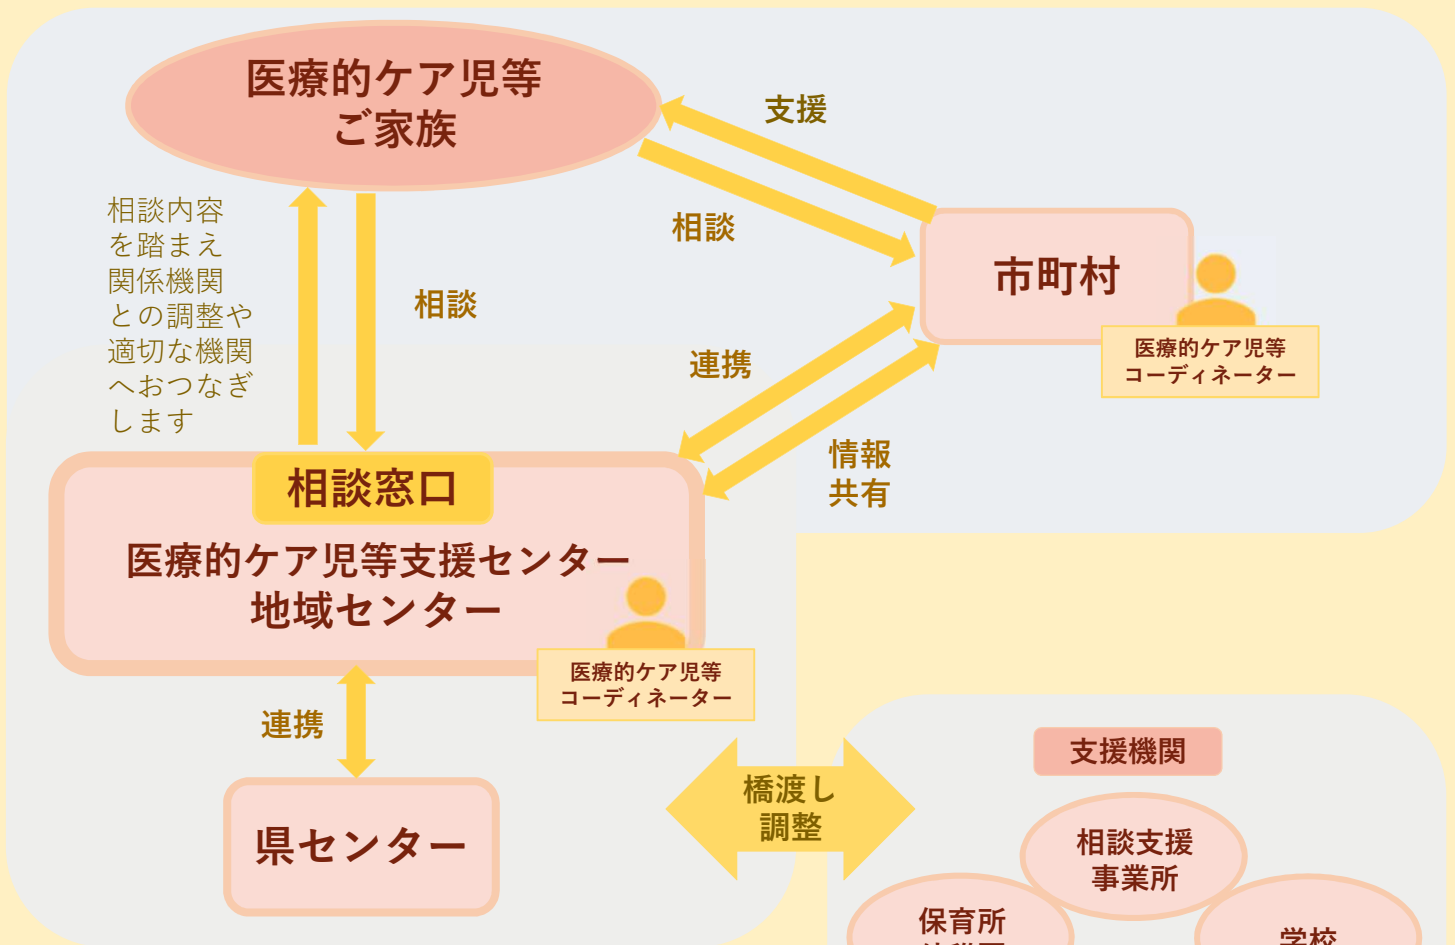 医療的ケア児等
ご家族
支援
相談
相談内容
を踏まえ
関係機関
との調整や
適切な機関
へおつなぎ
します
相談
市町村
医療的ケア児等
コーディネーター
連携
情報
共有
相談窓口
医療的ケア児等支援センター
地域センター
医療的ケア児等
コーディネーター
連携
県センター
橋渡し
調整
支援機関
相談支援
事業所
保育所
学校